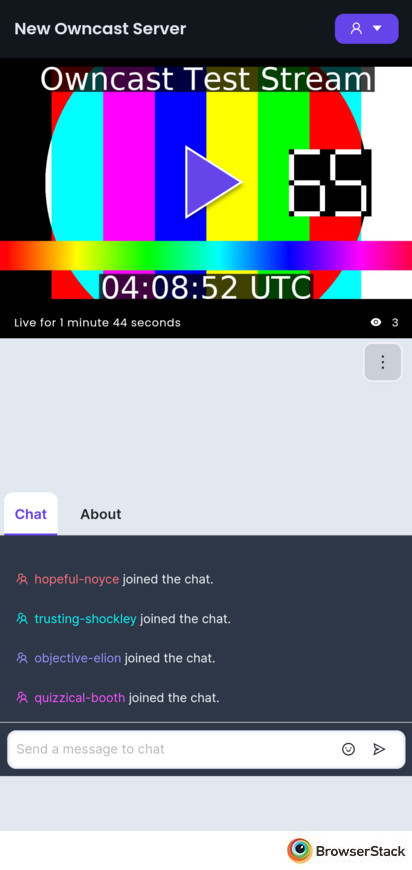 New Owncast Server
Owncast Test Stream
65
04:08:52 UTC
Live for 1 minute 44 seconds
3
Chat
About
hopeful-noyce joined the chat.
trusting-shockley joined the chat.
objective-elion joined the chat.
quizzical-booth joined the chat.
Send a message to chat
BrowserStack